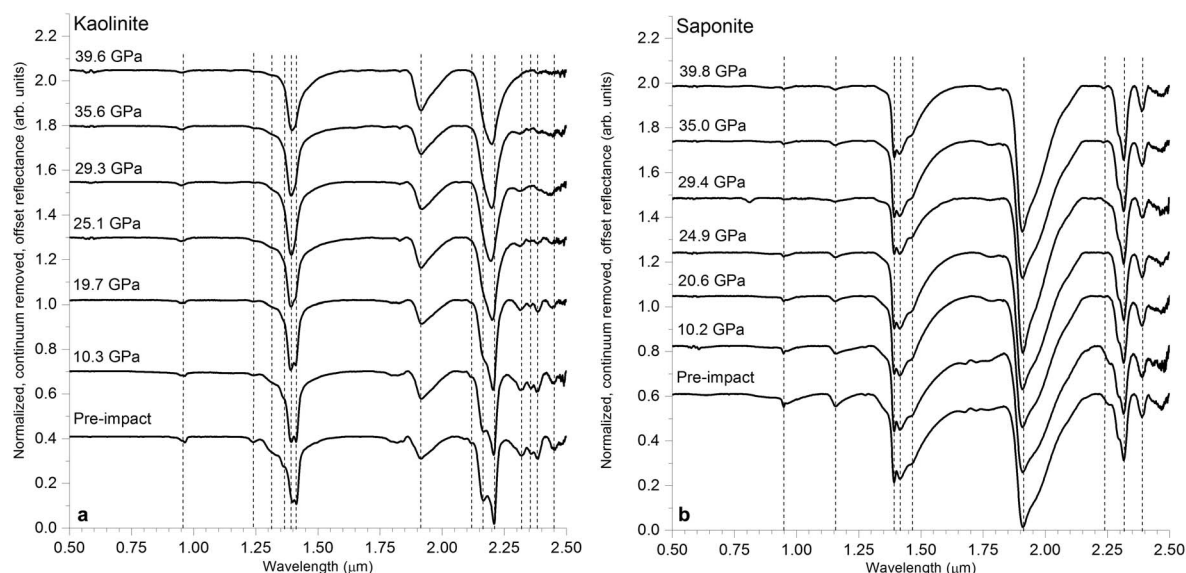 Kaolinite
Normalized, continuum removed, offset reflectance (arb. units)
2.2
2.0
1.8
1.6
1.4
1.2
1.0
0.8
0.6
0.4
0.2
0.0
39.6 GPa
35.6 GPa
29.3 GPa
25.1 GPa
19.7 GPa
10.3 GPa
Pre-impact
a
0.50 0.75 1.00 1.25 1.50 1.75 2.00 2.25 2.50
Wavelength (μm)
Saponite
Normalized, continuum removed, offset reflectance (arb. units)
2.2
2.0
1.8
1.6
1.4
1.2
1.0
0.8
0.6
0.4
0.2
0.0
39.8 GPa
35.0 GPa
29.4 GPa
24.9 GPa
20.6 GPa
10.2 GPa
Pre-impact
b
0.50 0.75 1.00 1.25 1.50 1.75 2.00 2.25 2.50
Wavelength (μm)